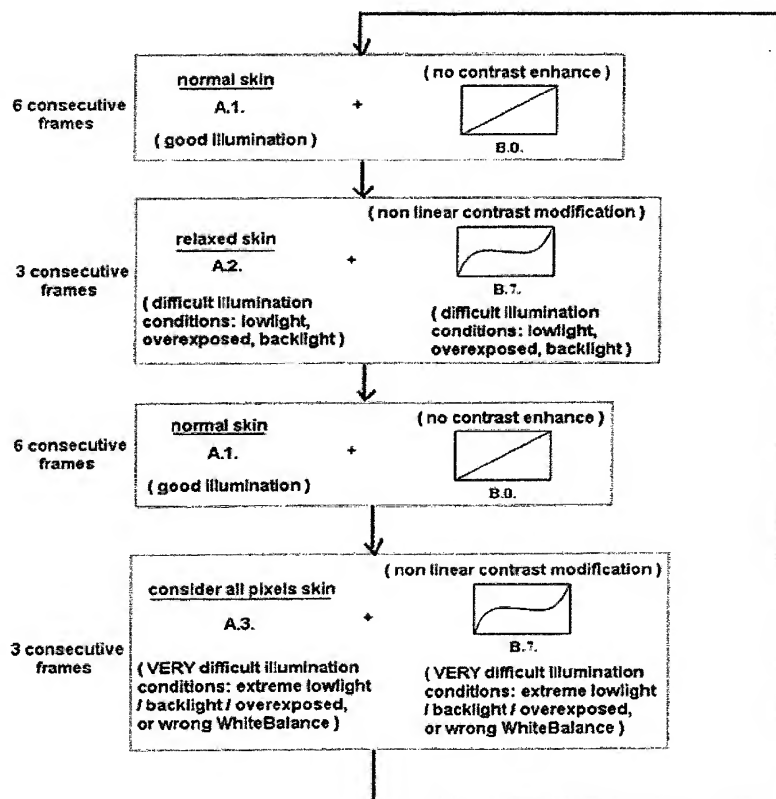 6 consecutive
frames
normal skin
A.1.
( good illumination )
+
( no contrast enhance )
B.0.
3 consecutive
frames
relaxed skin
A.2.
( difficult illumination
conditions: lowlight,
overexposed, backlight )
+
( non linear contrast modification )
B.7.
( difficult illumination
conditions: lowlight,
overexposed, backlight )
6 consecutive
frames
normal skin
A.1.
( good illumination )
+
( no contrast enhance )
B.0.
3 consecutive
frames
consider all pixels skin
A.3.
( VERY difficult illumination
conditions: extreme lowlight
/ backlight / overexposed,
or wrong WhiteBalance )
+
( non linear contrast modification )
B.7.
( VERY difficult illumination
conditions: extreme lowlight
/ backlight / overexposed,
or wrong WhiteBalance )